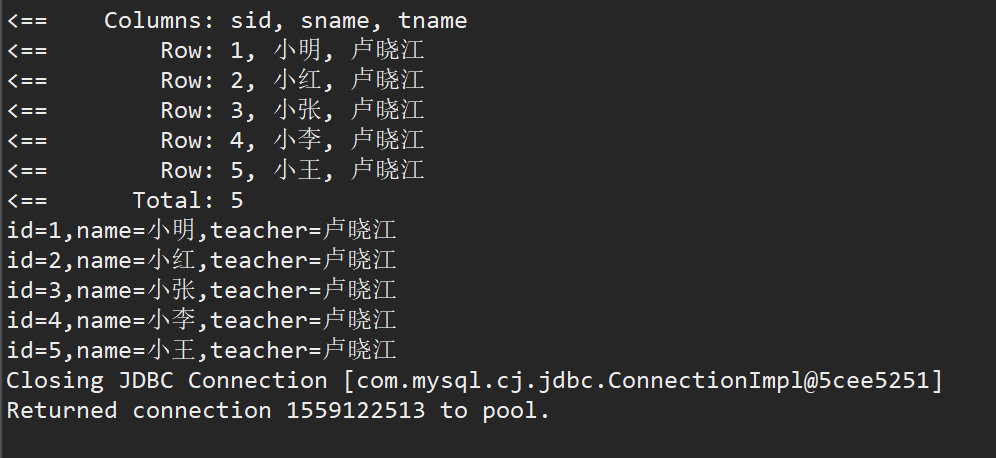 <==    Columns: sid, sname, tname
<==        Row: 1, 小明, 卢晓江
<==        Row: 2, 小红, 卢晓江
<==        Row: 3, 小张, 卢晓江
<==        Row: 4, 小李, 卢晓江
<==        Row: 5, 小王, 卢晓江
<==      Total: 5
id=1,name=小明,teacher=卢晓江
id=2,name=小红,teacher=卢晓江
id=3,name=小张,teacher=卢晓江
id=4,name=小李,teacher=卢晓江
id=5,name=小王,teacher=卢晓江
Closing JDBC Connection [com.mysql.cj.jdbc.ConnectionImpl@5cee5251]
Returned connection 1559122513 to pool.